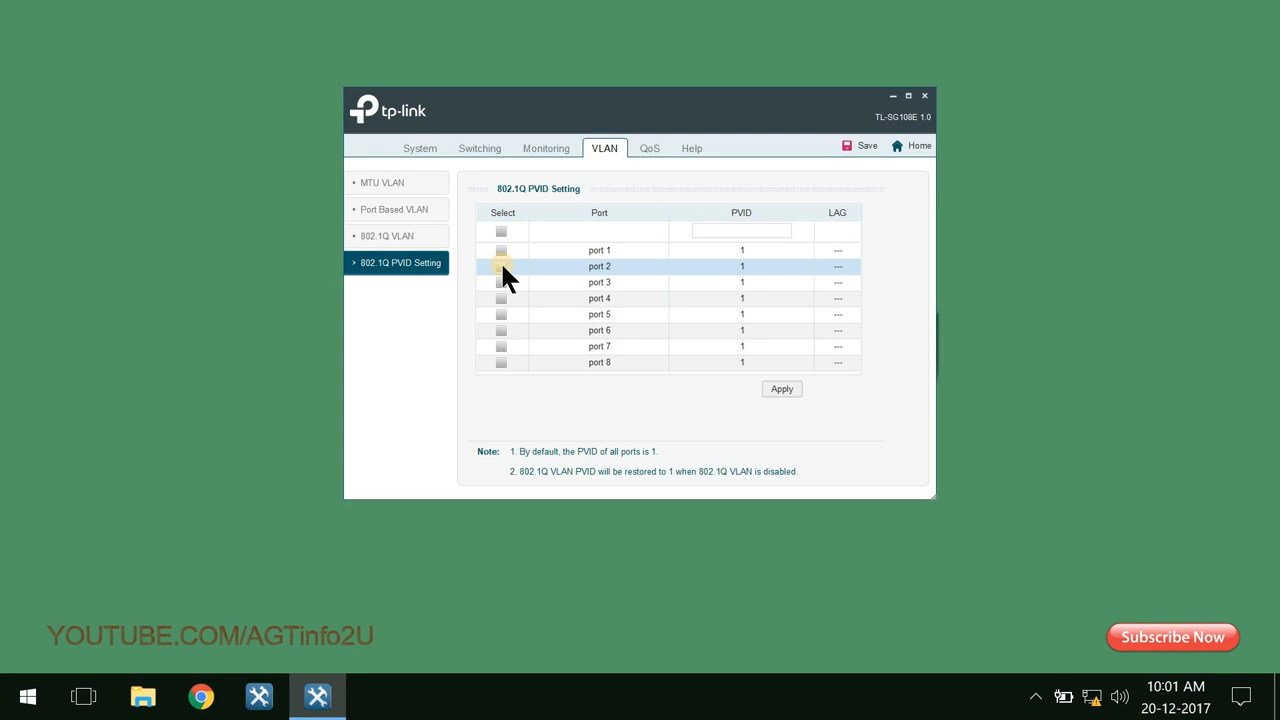 tp-link
TL-SG108E 1.0
System Switching Monitoring VLAN QoS Help Save Home
MTU VLAN
Port Based VLAN
802.1Q VLAN
802.1Q PVID Setting
802.1Q PVID Setting
Select Port PVID LAG
port 1 1 ---
port 2 1 ---
port 3 1 ---
port 4 1 ---
port 5 1 ---
port 6 1 ---
port 7 1 ---
port 8 1 ---
Apply
Note: 1. By default, the PVID of all ports is 1.
2. 802.1Q VLAN PVID will be restored to 1 when 802.1Q VLAN is disabled.
YOUTUBE.COM/AGTinfo2U
Subscribe Now
10:01 AM
20-12-2017